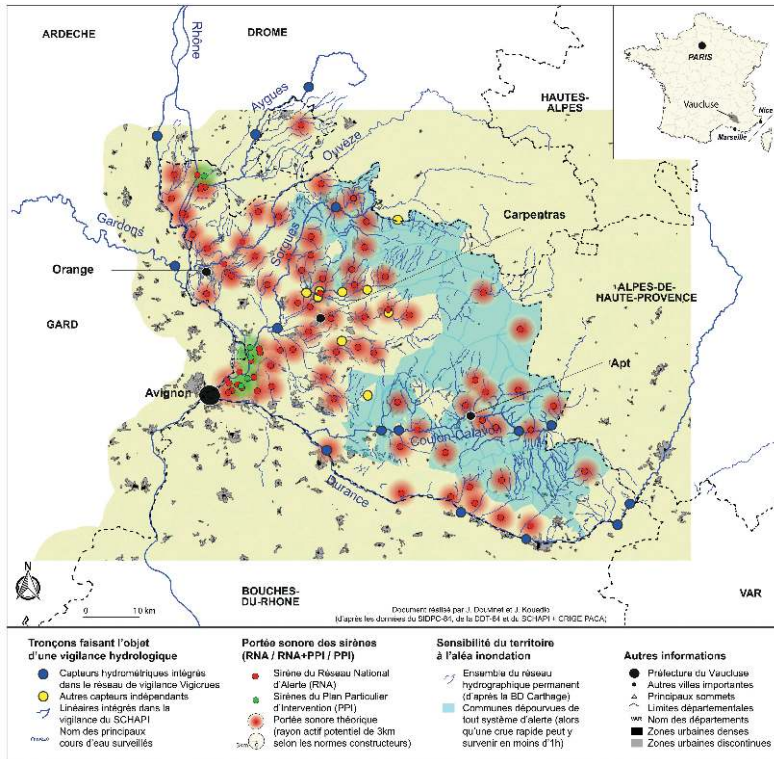 ARDECHE
DROME
Rhône
Aygues
HAUTES-
ALPES
PARIS
Vaucluse
Nice
Marseille
Ouvèze
Gardons
Sorgues
Carpentras
Orange
ALPES-DE-
HAUTE-PROVENCE
GARD
Avignon
Apt
Coulon-Calavon
Durance
N
0 10 km
BOUCHES-
DU-RHONE
VAR
Document réalisé par J. Douvinet et J. Kouadio
(d'après les données du SIDPC-84, de la DDT-84 et du SCHAPI + CRIGE PACA)
Tronçons faisant l'objet
d'une vigilance hydrologique
Capteurs hydrométriques intégrés
dans le réseau de vigilance Vigicrues
Autres capteurs indépendants
Linéaires intégrés dans la
vigilance du SCHAPI
Nom des principaux
cours d'eau surveillés
Portée sonore des sirènes
(RNA / RNA+PPI / PPI)
Sirène du Réseau National
d'Alerte (RNA)
Sirènes du Plan Particulier
d'Intervention (PPI)
Portée sonore théorique
(rayon actif potentiel de 3km
selon les normes constructeurs)
Sensibilité du territoire
à l'aléa inondation
Ensemble du réseau
hydrographique permanent
(d'après la BD Carthage)
Communes dépourvues de
tout système d'alerte (alors
qu'une crue rapide peut y
survenir en moins d'1h)
Autres informations
Préfecture du Vaucluse
Autres villes importantes
Principaux sommets
Limites départementales
VAR Nom des départements
Zones urbaines denses
Zones urbaines discontinues